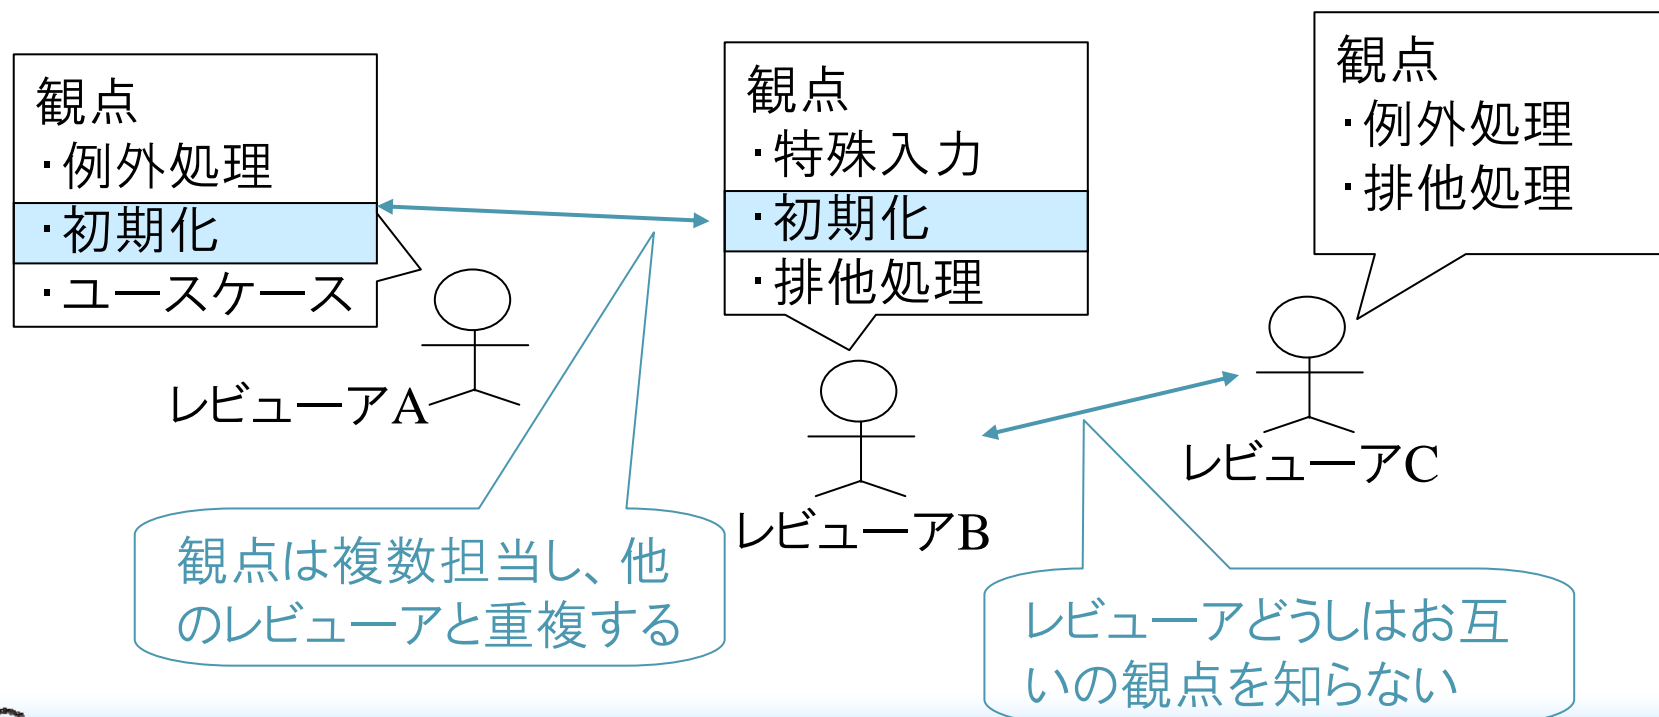 観点
・例外処理
・初期化
・ユースケース
レビューアA
観点
・特殊入力
・初期化
・排他処理
レビューアB
観点
・例外処理
・排他処理
レビューアC
観点は複数担当し、他
のレビューアと重複する
レビューアどうしはお互
いの観点を知らない